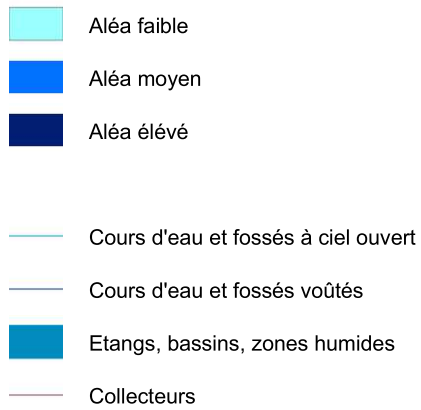 Aléa faible
Aléa moyen
Aléa élévé
Cours d'eau et fossés à ciel ouvert
Cours d'eau et fossés voûtés
Etangs, bassins, zones humides
Collecteurs